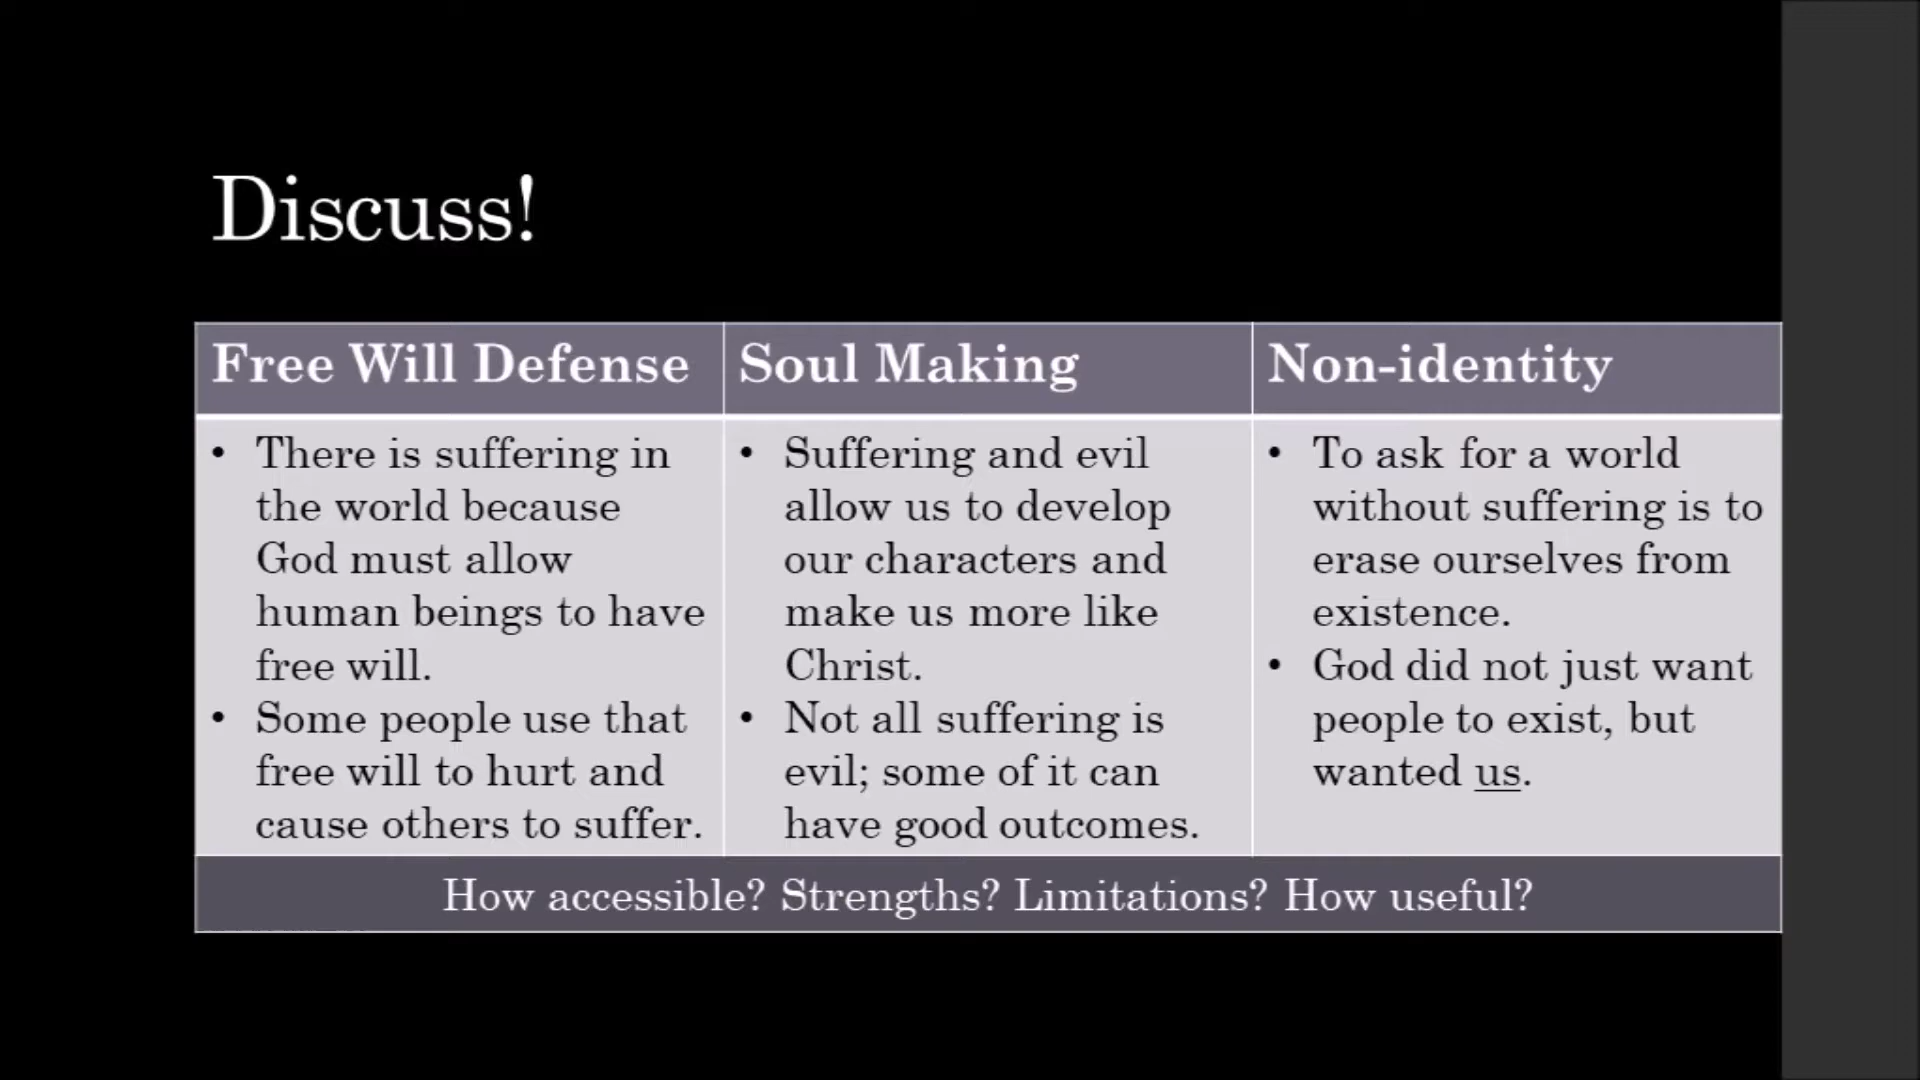 Discuss!
Free Will Defense
Soul Making
Non-identity
• There is suffering in
the world because
God must allow
human beings to have
free will.
• Some people use that
free will to hurt and
cause others to suffer.
• Suffering and evil
allow us to develop
our characters and
make us more like
Christ.
• Not all suffering is
evil; some of it can
have good outcomes.
• To ask for a world
without suffering is to
erase ourselves from
existence.
• God did not just want
people to exist, but
wanted us.
How accessible? Strengths? Limitations? How useful?